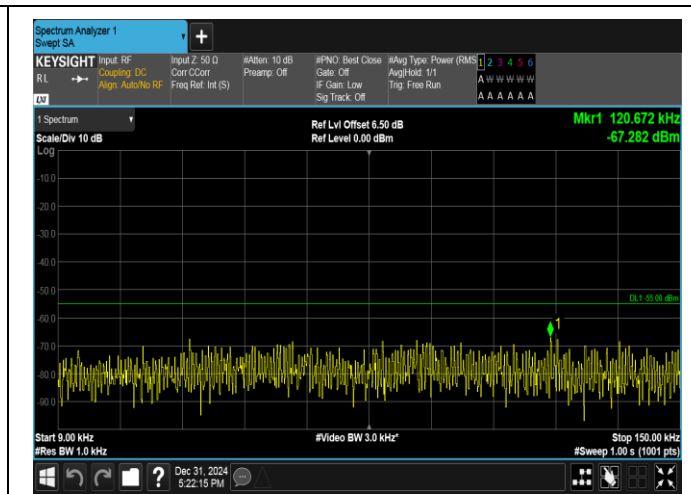 Spectrum Analyzer 1
Swept SA
+
KEYSIGHT
RL
LXI
Input: RF
Coupling: DC
Align: Auto/No RF
Input Z: 50 Ω
Corr CCorr
Freq Ref: Int (S)
#Atten: 10 dB
Preamp: Off
#PNO: Best Close
Gate: Off
IF Gain: Low
Sig Track: Off
#Avg Type: Power (RMS
Avg|Hold: 1/1
Trig: Free Run
1 2 3 4 5 6
A W W W W W
A A A A A A
1 Spectrum
Scale/Div 10 dB
Log
Ref Lvl Offset 6.50 dB
Ref Level 0.00 dBm
Mkr1 120.672 kHz
-67.282 dBm
-10.0
-20.0
-30.0
-40.0
-50.0
DL1 -55.00 dBm
-60.0
1
-70.0
-80.0
-90.0
Start 9.00 kHz
#Res BW 1.0 kHz
#Video BW 3.0 kHz*
Stop 150.00 kHz
#Sweep 1.00 s (1001 pts)
?
Dec 31, 2024
5:22:15 PM